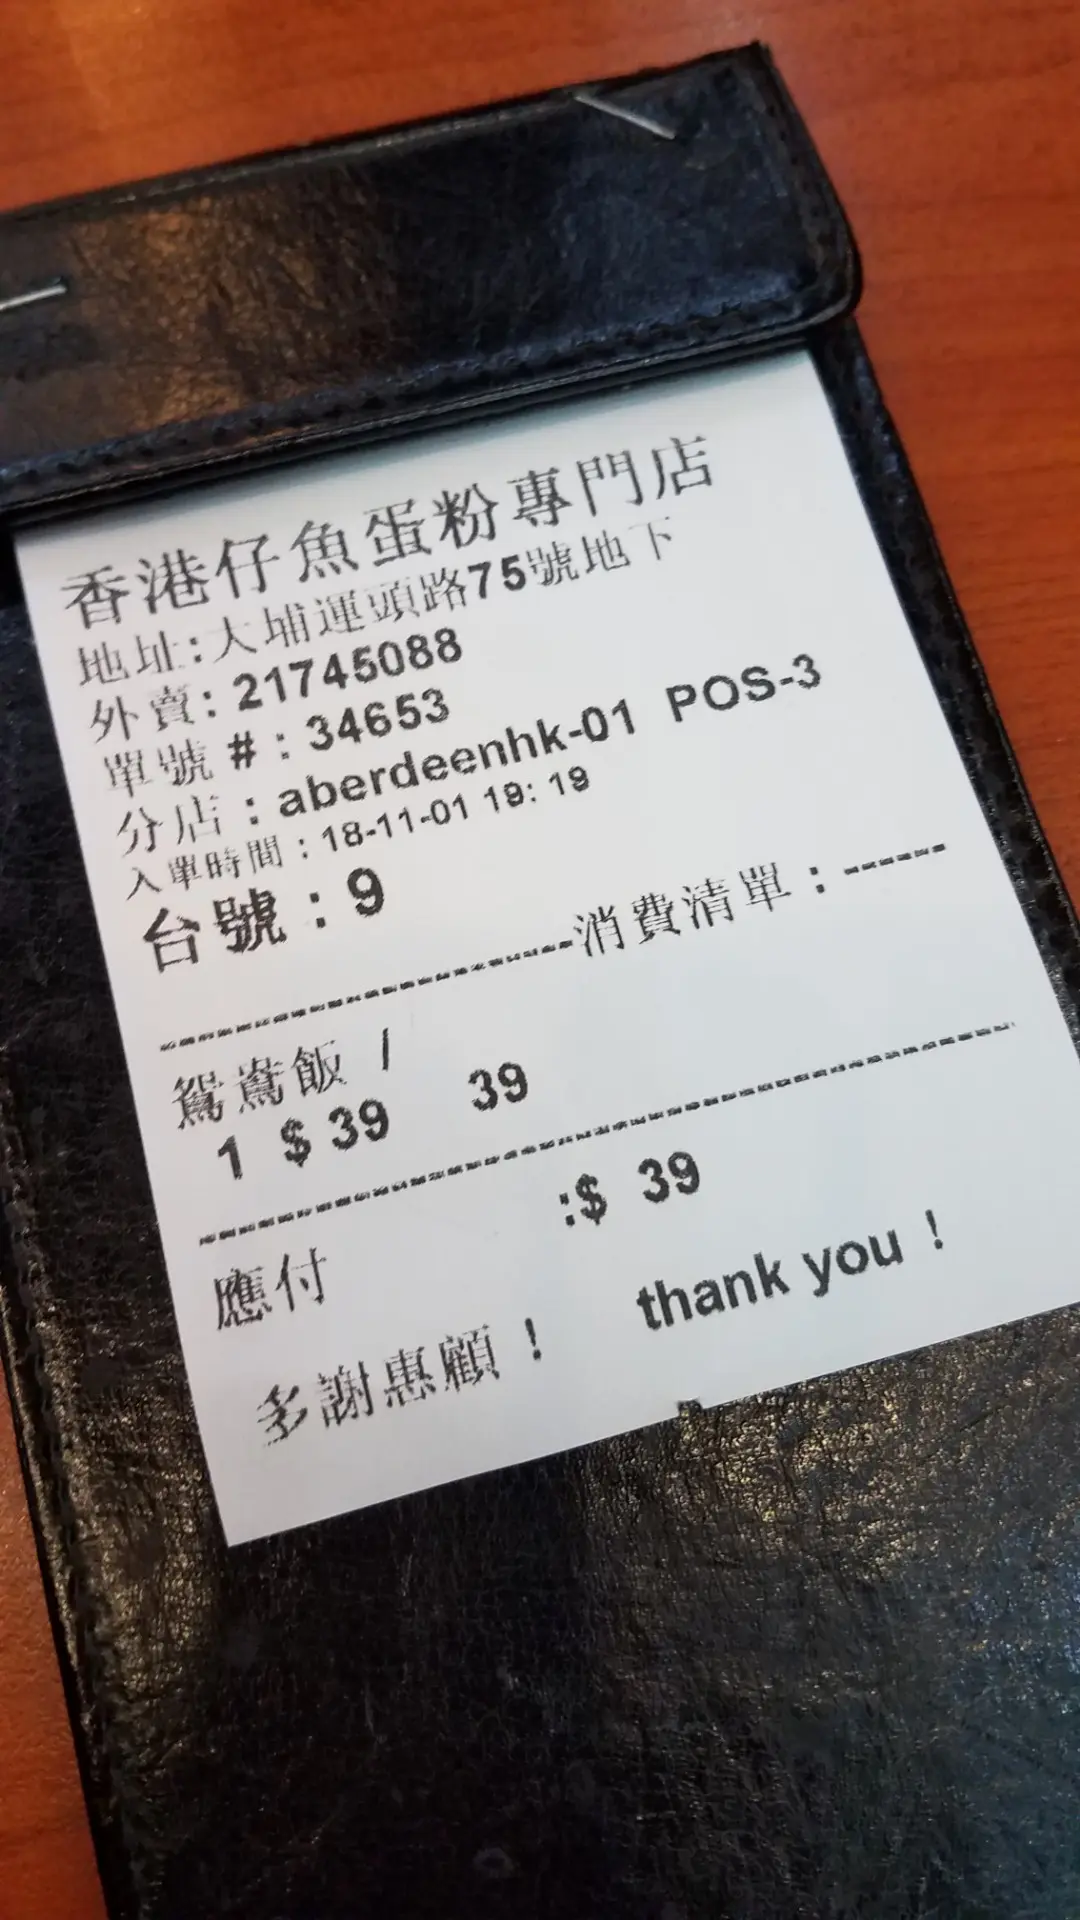 香港仔魚蛋粉專門店
地址:大埔運頭路75號地下
外賣: 21745088
單號 # : 34653
分店 : aberdeenhk-01 POS-3
入單時間 : 18-11-01 19: 19
台號 : 9
--------------------------消費清單 : ------
鴛鴦飯 /
1 $ 39 39
--------------------------------------------------
應付 :$ 39
多謝惠顧 ! thank you !